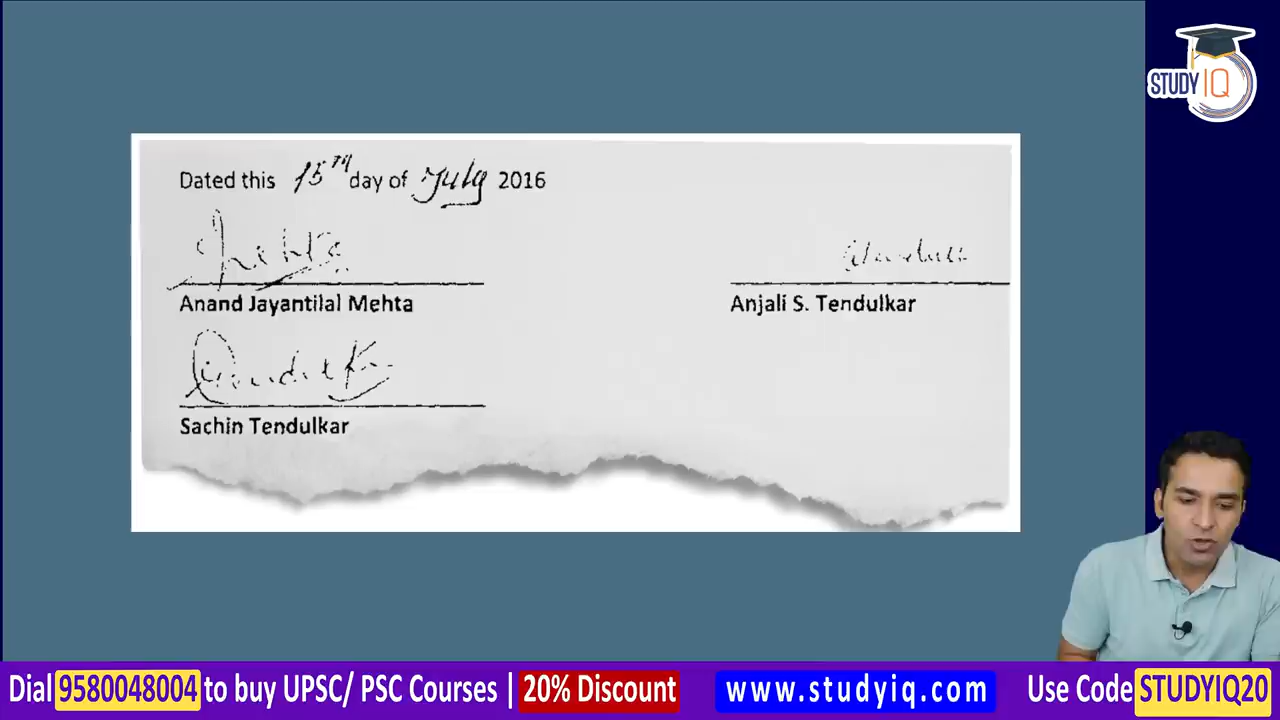 STUDY IQ
Dated this 15TH day of July 2016
Mehta
Anand Jayantilal Mehta
Anjali S. Tendulkar
Sachin Tendulkar
Dial 9580048004 to buy UPSC/ PSC Courses | 20% Discount www.studyiq.com Use Code STUDYIQ20